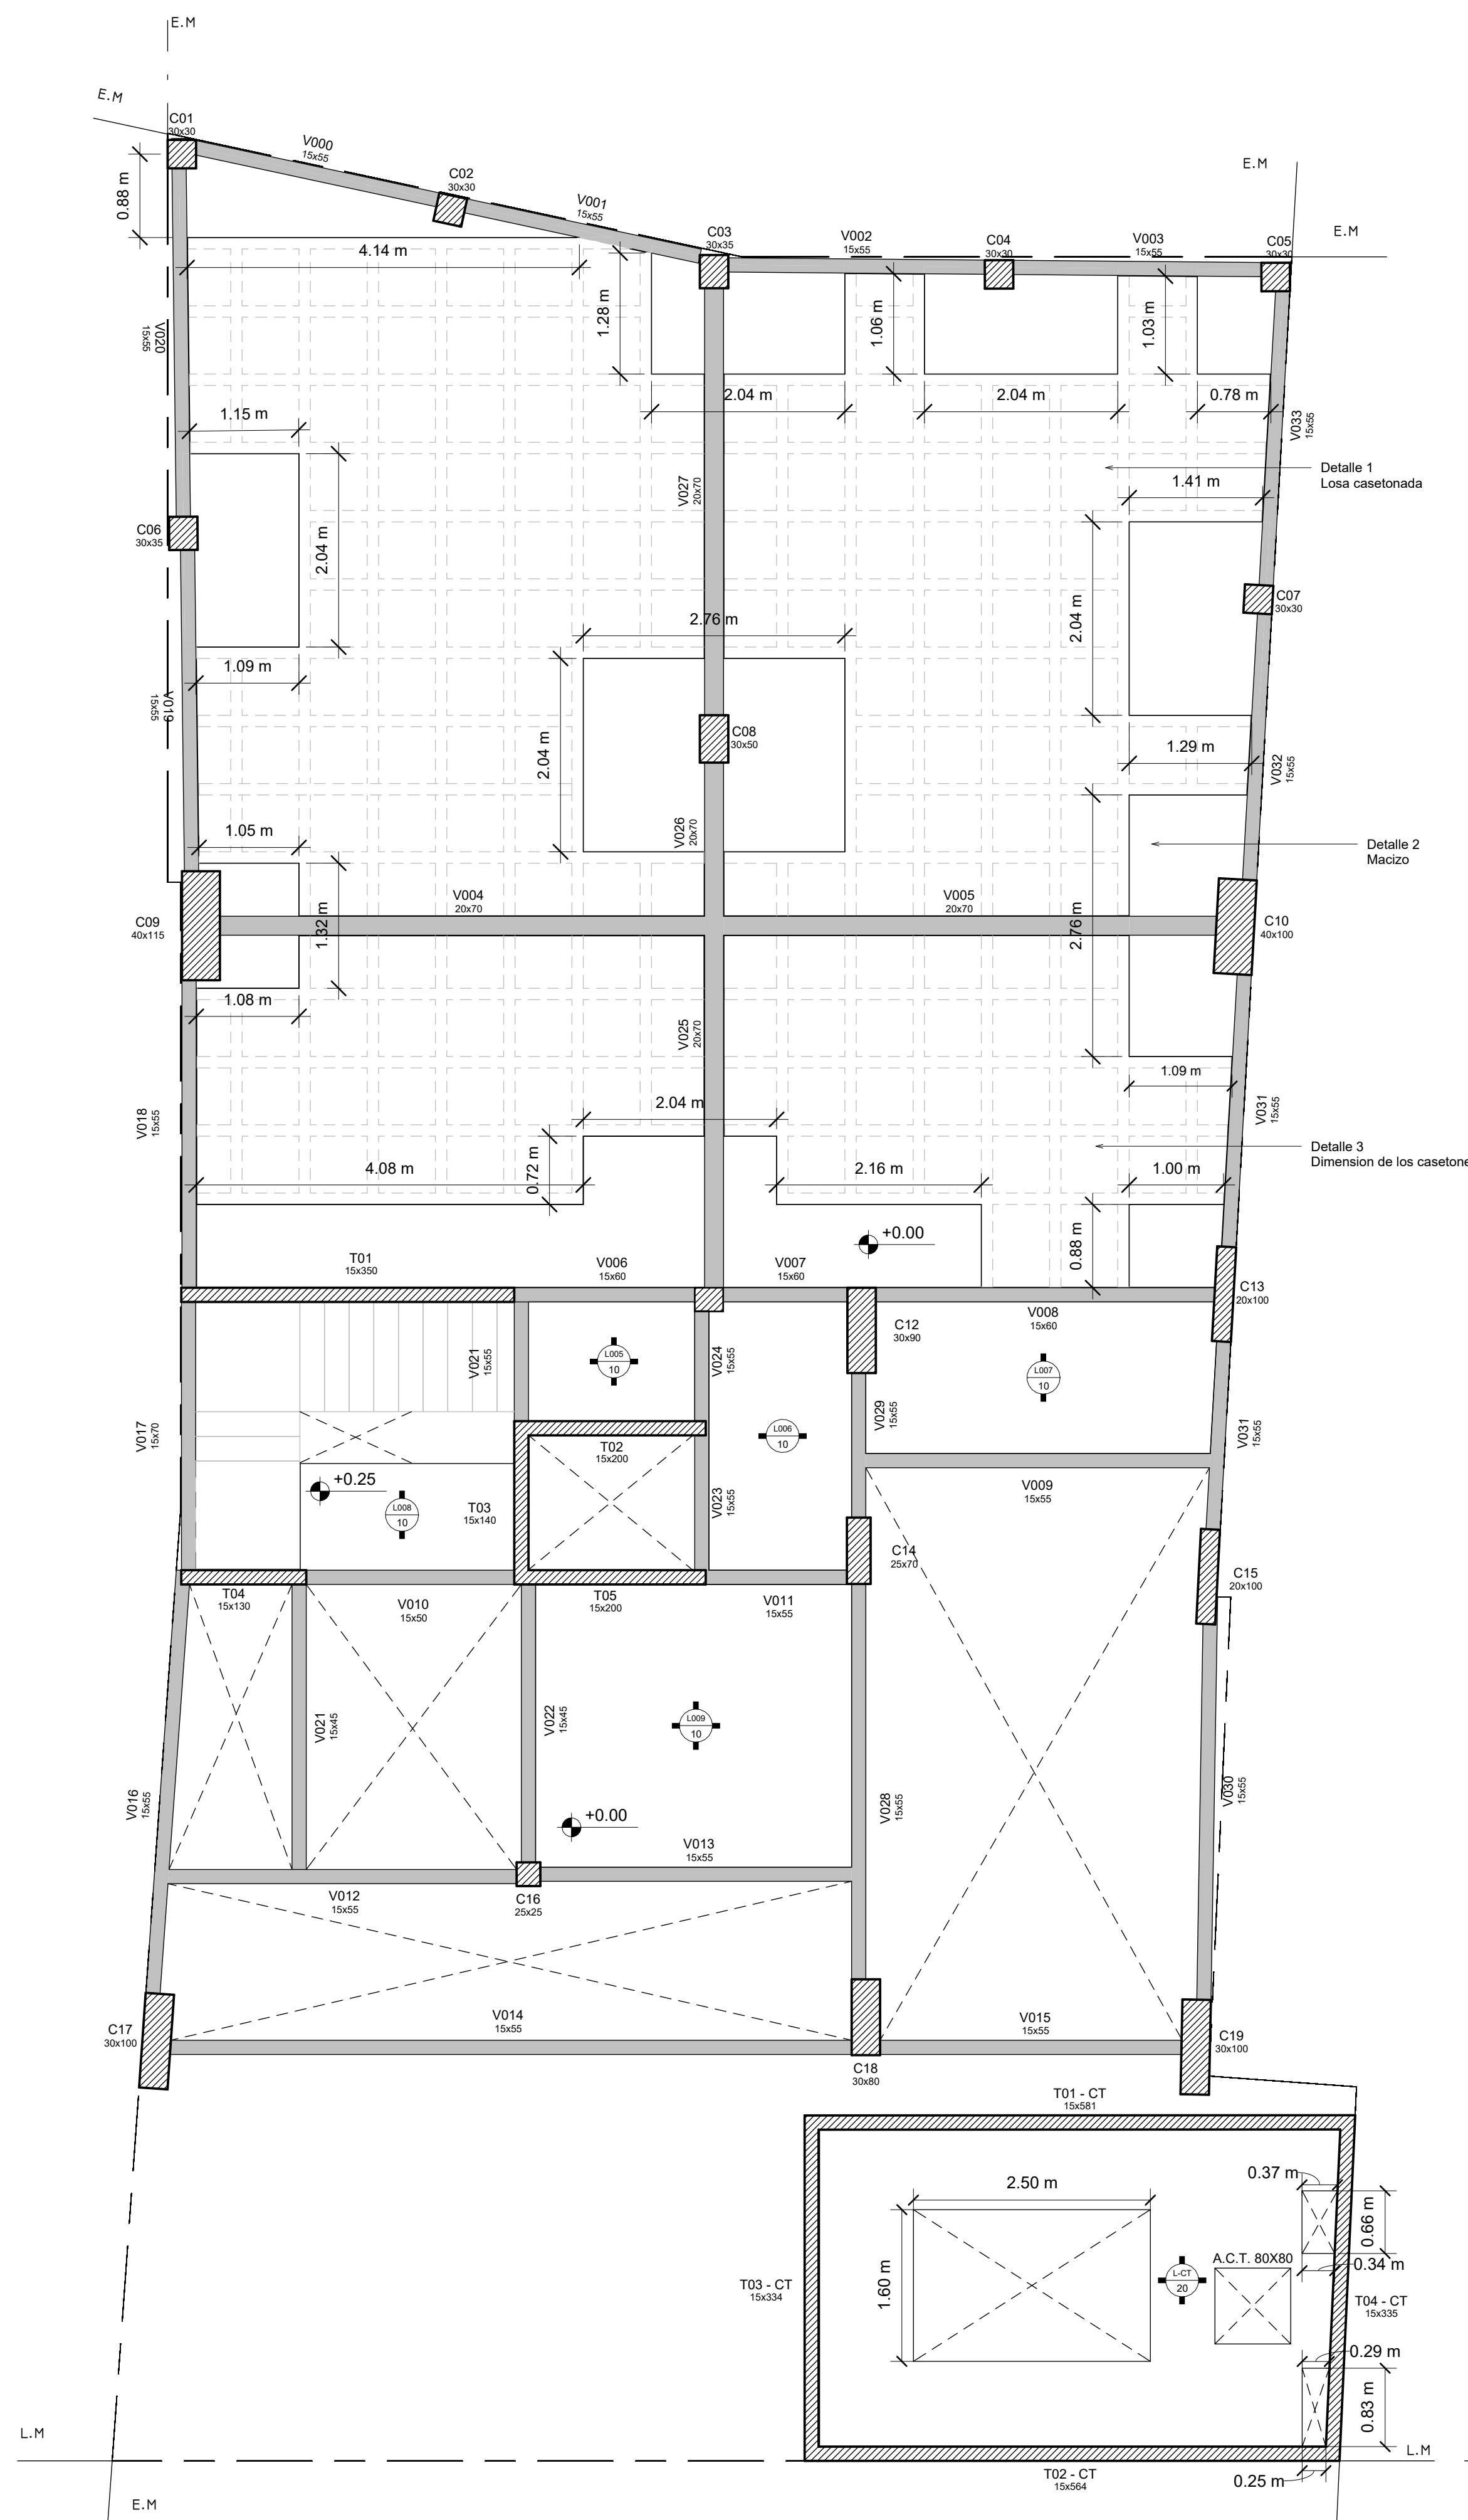 E.M
E.M
C01
30x30
V000
15x55
0.88 m
C02
30x30
V001
15x55
C03
30x35
V002
15x55
C04
30x30
V003
15x55
C05
30x30
E.M
E.M
4.14 m
1.28 m
1.06 m
1.03 m
V020
15x55
2.04 m
2.04 m
0.78 m
1.15 m
V033
15x55
Detalle 1
Losa casetonada
V027
20x70
1.41 m
C06
30x35
2.04 m
C07
30x30
2.04 m
2.76 m
1.09 m
V019
15x55
C08
30x50
2.04 m
1.29 m
V032
15x55
1.05 m
V026
20x70
Detalle 2
Macizo
V004
20x70
V005
20x70
C09
40x115
1.32 m
2.76 m
C10
40x100
1.08 m
V025
20x70
1.09 m
V018
15x55
2.04 m
V031
15x55
Detalle 3
Dimension de los casetone
4.08 m
0.72 m
2.16 m
1.00 m
+0.00
0.88 m
T01
15x350
V006
15x60
V007
15x60
C13
20x100
V008
15x60
C12
30x90
V021
15x55
L005
10
V024
15x55
L007
10
V017
15x70
V029
15x55
L006
10
V031
15x55
T02
15x200
+0.25
L008
10
T03
15x140
V023
15x55
V009
15x55
C14
25x70
C15
20x100
T04
15x130
V010
15x50
T05
15x200
V011
15x55
V021
15x45
V022
15x45
L009
10
V016
15x55
V028
15x55
V030
15x55
+0.00
V013
15x55
V012
15x55
C16
25x25
V014
15x55
V015
15x55
C17
30x100
C19
30x100
C18
30x80
T01 - CT
15x581
2.50 m
0.37 m
0.66 m
1.60 m
A.C.T. 80X80
0.34 m
T03 - CT
15x334
L-CT
20
T04 - CT
15x335
0.29 m
0.83 m
L.M
L.M
T02 - CT
15x564
0.25 m
E.M